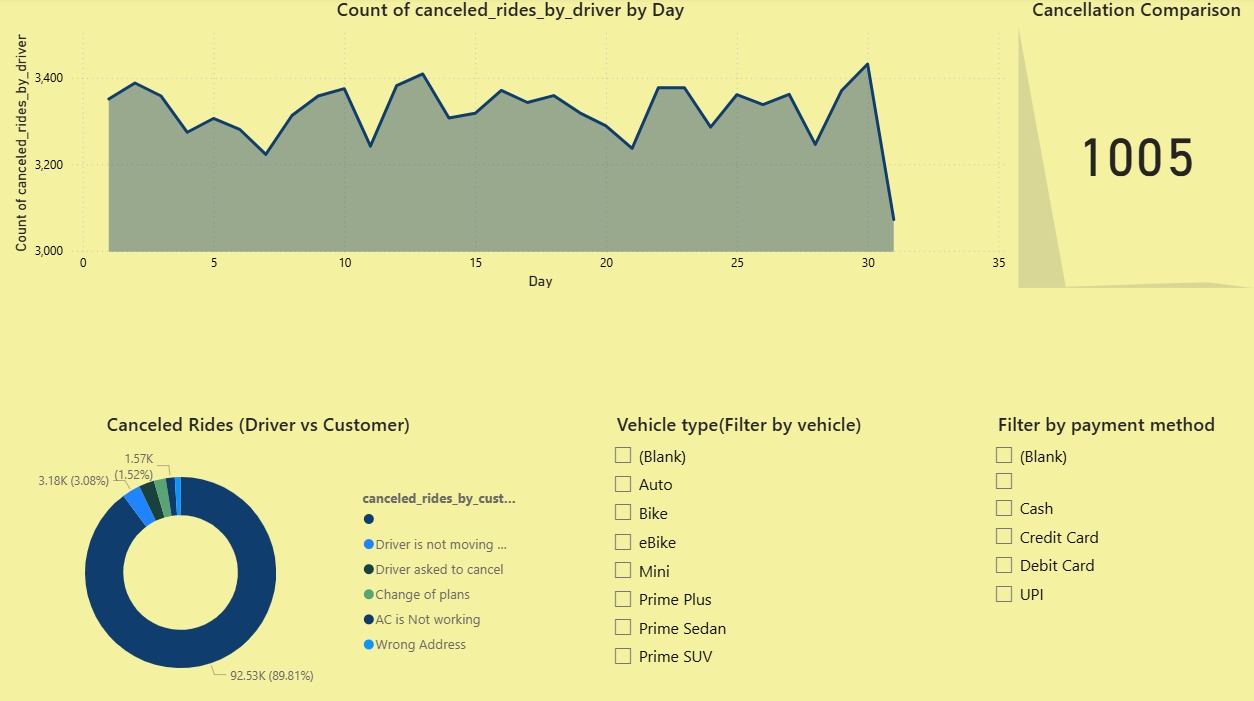 Count of canceled_rides_by_driver by Day
Count of canceled_rides_by_driver
3,400
3,200
3,000
0 5 10 15 20 25 30 35
Day
Cancellation Comparison
1005
Canceled Rides (Driver vs Customer)
1.57K
(1.52%)
3.18K (3.08%)
92.53K (89.81%)
canceled_rides_by_cust...
Driver is not moving ...
Driver asked to cancel
Change of plans
AC is Not working
Wrong Address
Vehicle type(Filter by vehicle)
(Blank)
Auto
Bike
eBike
Mini
Prime Plus
Prime Sedan
Prime SUV
Filter by payment method
(Blank)
Cash
Credit Card
Debit Card
UPI